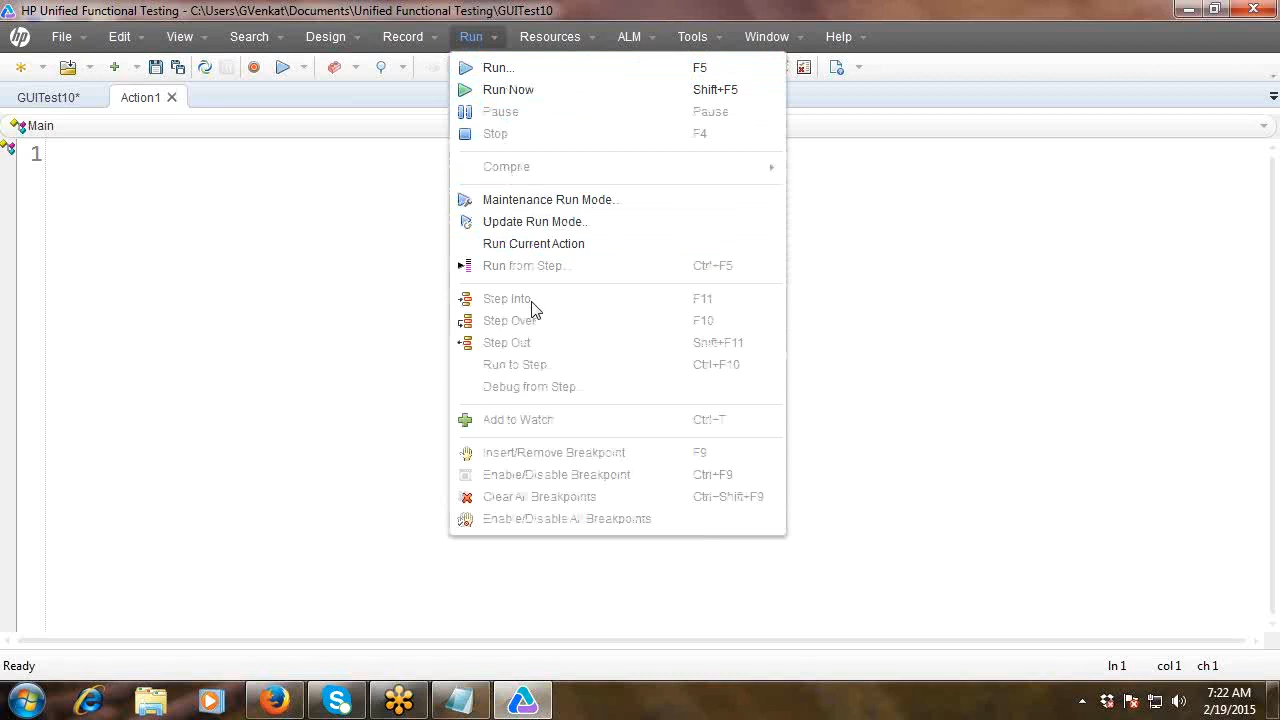 HP Unified Functional Testing - C:\Users\GVenkat\Documents\Unified Functional Testing\GUITest10
hp File Edit View Search Design Record Run Resources ALM Tools Window Help
GUITest10* Action1
Main
1
Run... F5
Run Now Shift+F5
Pause Pause
Stop F4
Compile
Maintenance Run Mode...
Update Run Mode...
Run Current Action
Run from Step... Ctrl+F5
Step Into F11
Step Over F10
Step Out Shift+F11
Run to Step... Ctrl+F10
Debug from Step...
Add to Watch Ctrl+T
Insert/Remove Breakpoint F9
Enable/Disable Breakpoint Ctrl+F9
Clear All Breakpoints Ctrl+Shift+F9
Enable/Disable All Breakpoints
Ready ln 1 col 1 ch 1
7:22 AM
2/19/2015